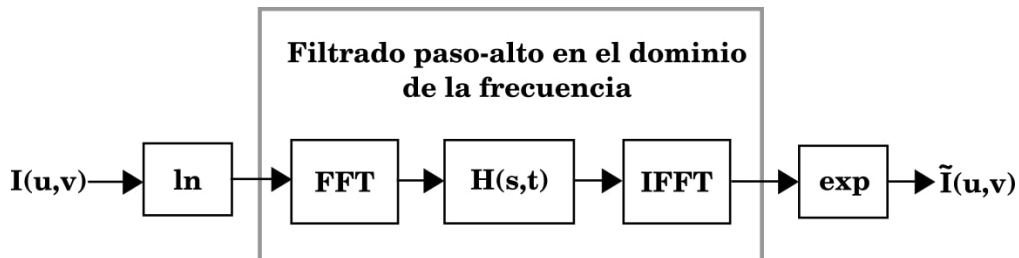 Filtrado paso-alto en el dominio
de la frecuencia
I(u,v) ln FFT H(s,t) IFFT exp Ĩ(u,v)